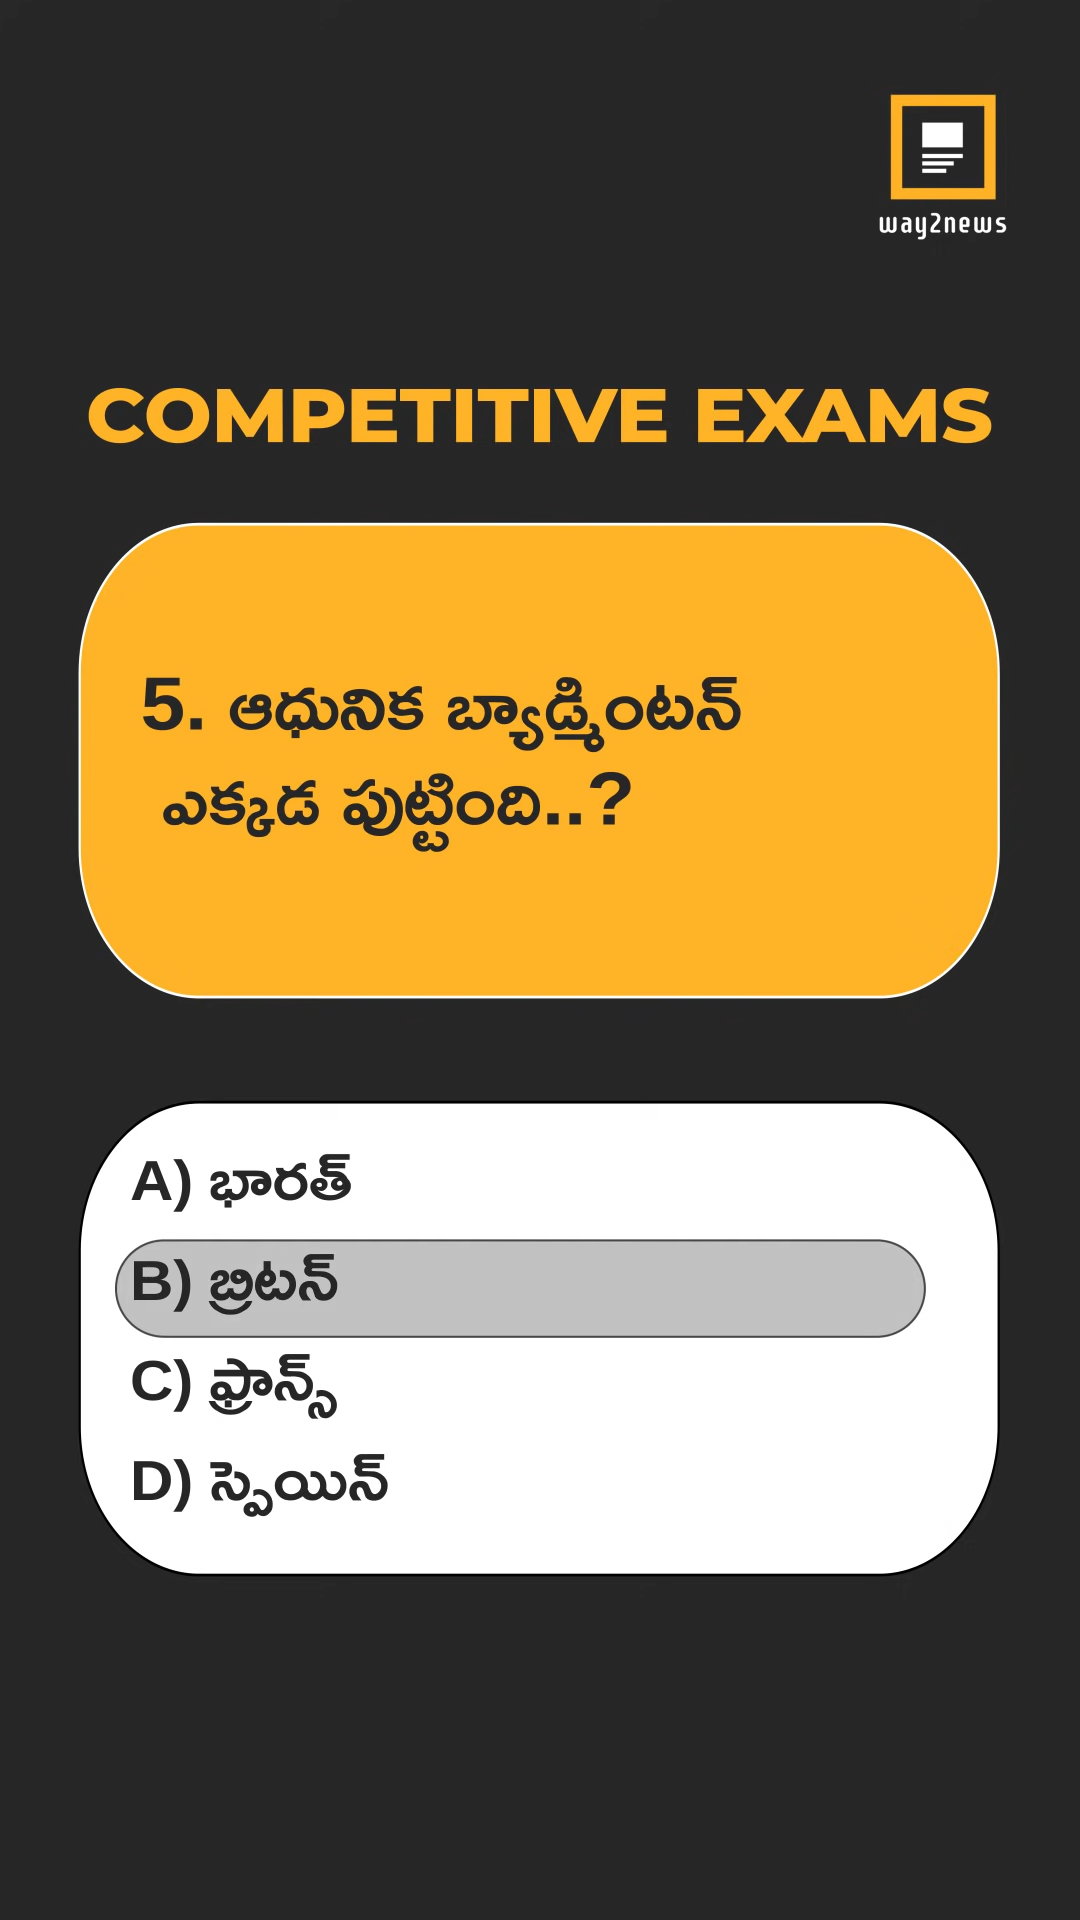 way2news
COMPETITIVE EXAMS
5. ఆధునిక బ్యాడ్మింటన్
ఎక్కడ పుట్టింది..?
A) భారత్
B) బ్రిటన్
C) ఫ్రాన్స్
D) స్పెయిన్